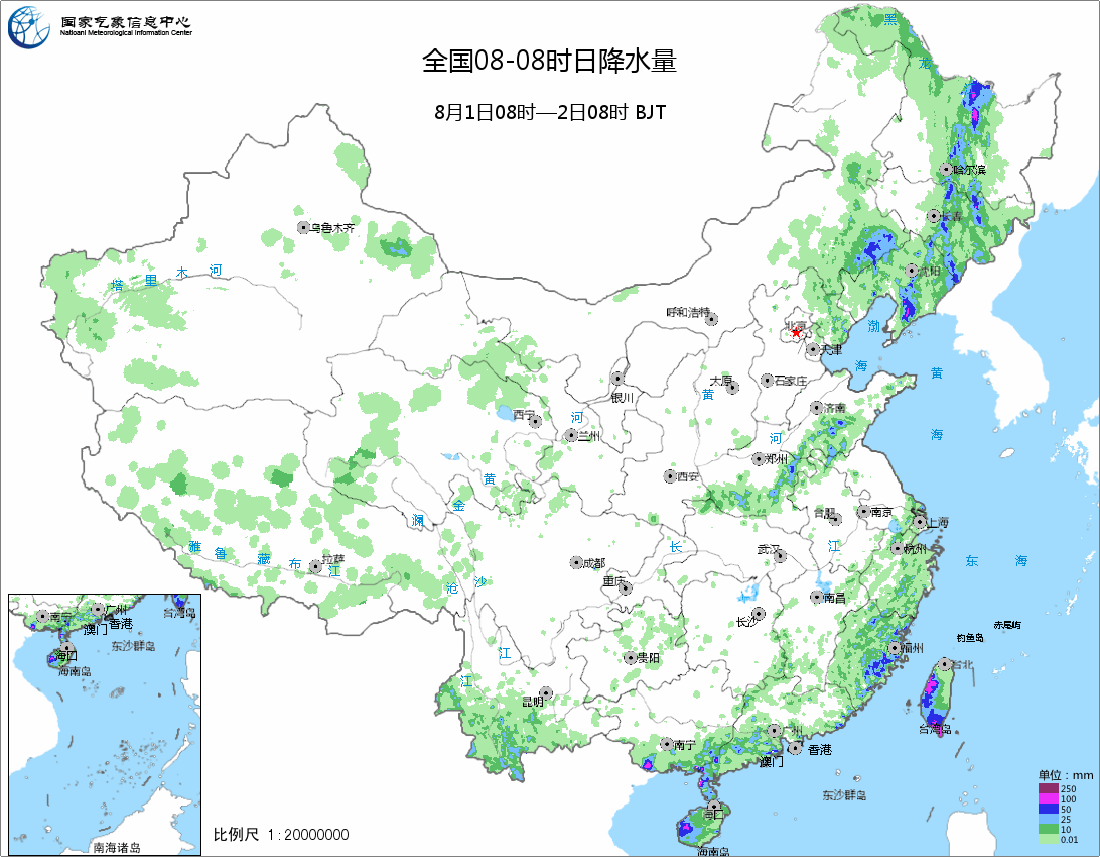 国家气象信息中心
Naitioanl Meteorological Information Center
全国08-08时日降水量
8月1日08时—2日08时 BJT
黑
龙
哈尔滨
长春
乌鲁木齐
塔 里 木 河
沈阳
呼和浩特
北京
渤
天津
海
黄
太原
石家庄
银川
黄
济南
西宁
河
兰州
河
海
郑州
西安
黄
金
澜
合肥
南京
上海
雅 鲁 藏 布 江
拉萨
长
武汉
江
杭州
东 海
成都
重庆
沧
沙
南昌
长沙
赤尾屿
钓鱼岛
江
贵阳
福州
台北
江
昆明
台湾岛
广州
南宁
香港
澳门
东沙群岛
海口
海南岛
南宁
广州
台湾岛
澳门
香港
东沙群岛
海口
海南岛
南海诸岛
比例尺 1:20000000
单位：mm
250
100
50
25
10
0.01